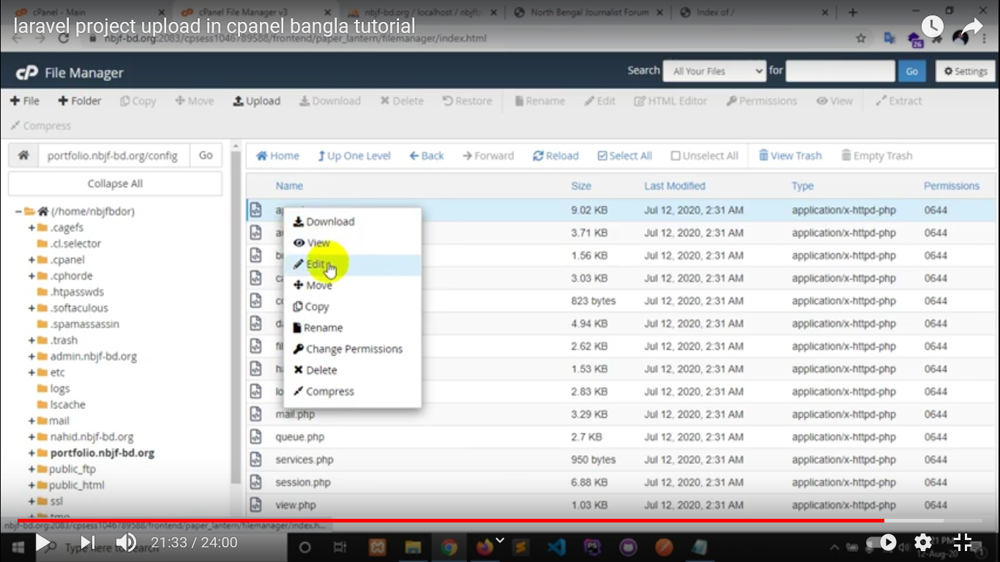 cPanel - Main
cPanel File Manager v3
nbjf-bd.org / localhost / nbjfb
North Bengal Journalist Forum
Index of /
laravel project upload in cpanel bangla tutorial
nbjf-bd.org:2083/cpsess1046789588/frontend/paper_lantern/filemanager/index.html
26
cP File Manager
Search All Your Files for Go Settings
File Folder Copy Move Upload Download Delete Restore Rename Edit HTML Editor Permissions View Extract
Compress
portfolio.nbjf-bd.org/config Go
Collapse All
(/home/nbjfbdor)
.cagefs
.cl.selector
.cpanel
.cphorde
.htpasswds
.softaculous
.spamassassin
.trash
admin.nbjf-bd.org
etc
logs
lscache
mail
nahid.nbjf-bd.org
portfolio.nbjf-bd.org
public_ftp
public_html
ssl
tmp
Home Up One Level Back Forward Reload Select All Unselect All View Trash Empty Trash
Name Size Last Modified Type Permissions
9.02 KB Jul 12, 2020, 2:31 AM application/x-httpd-php 0644
3.71 KB Jul 12, 2020, 2:31 AM application/x-httpd-php 0644
1.56 KB Jul 12, 2020, 2:31 AM application/x-httpd-php 0644
3.03 KB Jul 12, 2020, 2:31 AM application/x-httpd-php 0644
823 bytes Jul 12, 2020, 2:31 AM application/x-httpd-php 0644
4.94 KB Jul 12, 2020, 2:31 AM application/x-httpd-php 0644
2.62 KB Jul 12, 2020, 2:31 AM application/x-httpd-php 0644
1.53 KB Jul 12, 2020, 2:31 AM application/x-httpd-php 0644
2.83 KB Jul 12, 2020, 2:31 AM application/x-httpd-php 0644
mail.php 3.29 KB Jul 12, 2020, 2:31 AM application/x-httpd-php 0644
queue.php 2.7 KB Jul 12, 2020, 2:31 AM application/x-httpd-php 0644
services.php 950 bytes Jul 12, 2020, 2:31 AM application/x-httpd-php 0644
session.php 6.88 KB Jul 12, 2020, 2:31 AM application/x-httpd-php 0644
view.php 1.03 KB Jul 12, 2020, 2:31 AM application/x-httpd-php 0644
Download
View
Edit
Move
Copy
Rename
Change Permissions
Delete
Compress
nbjf-bd.org:2083/cpsess1046789588/frontend/paper_lantern/filemanager/index.h...
21:33 / 24:00
Type here to search
21 PM
12-Aug-20